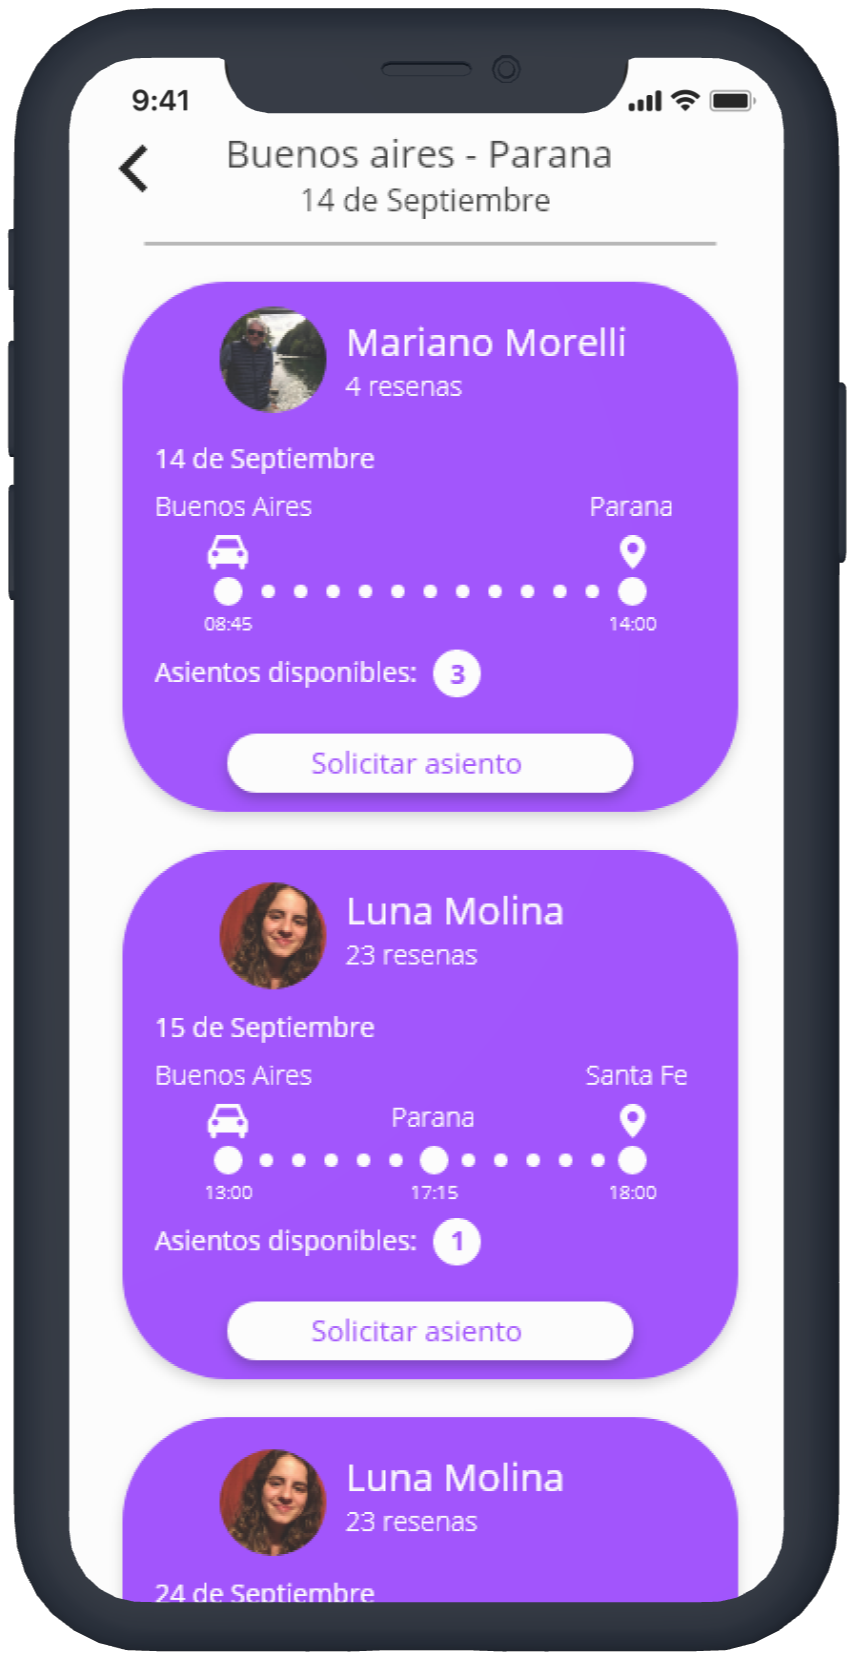 9:41
Buenos aires - Parana
14 de Septiembre
Mariano Morelli
4 resenas
14 de Septiembre
Buenos Aires Parana
08:45 14:00
Asientos disponibles: 3
Solicitar asiento
Luna Molina
23 resenas
15 de Septiembre
Buenos Aires Santa Fe
Parana
13:00 17:15 18:00
Asientos disponibles: 1
Solicitar asiento
Luna Molina
23 resenas
24 de Septiembre